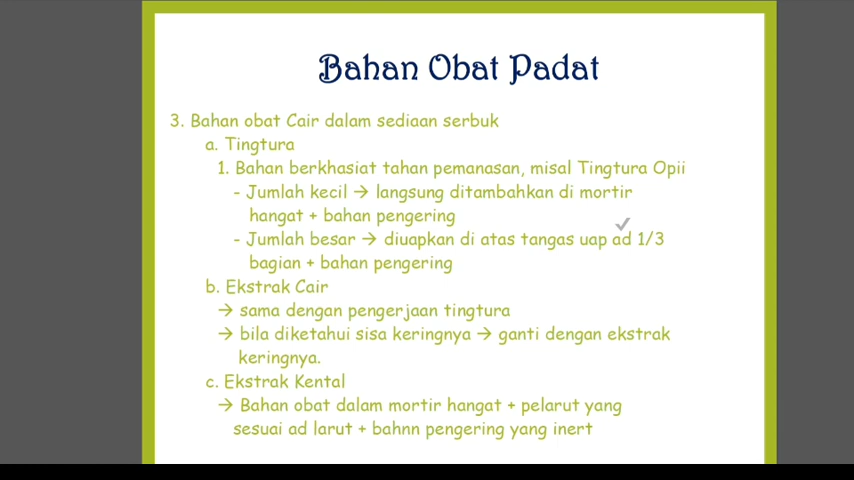 Bahan Obat Padat
3. Bahan obat Cair dalam sediaan serbuk
a. Tingtura
1. Bahan berkhasiat tahan pemanasan, misal Tingtura Opii
- Jumlah kecil → langsung ditambahkan di mortir
hangat + bahan pengering
- Jumlah besar → diuapkan di atas tangas uap ad 1/3
bagian + bahan pengering
b. Ekstrak Cair
→ sama dengan pengerjaan tingtura
→ bila diketahui sisa keringnya → ganti dengan ekstrak
keringnya.
c. Ekstrak Kental
→ Bahan obat dalam mortir hangat + pelarut yang
sesuai ad larut + bahnn pengering yang inert